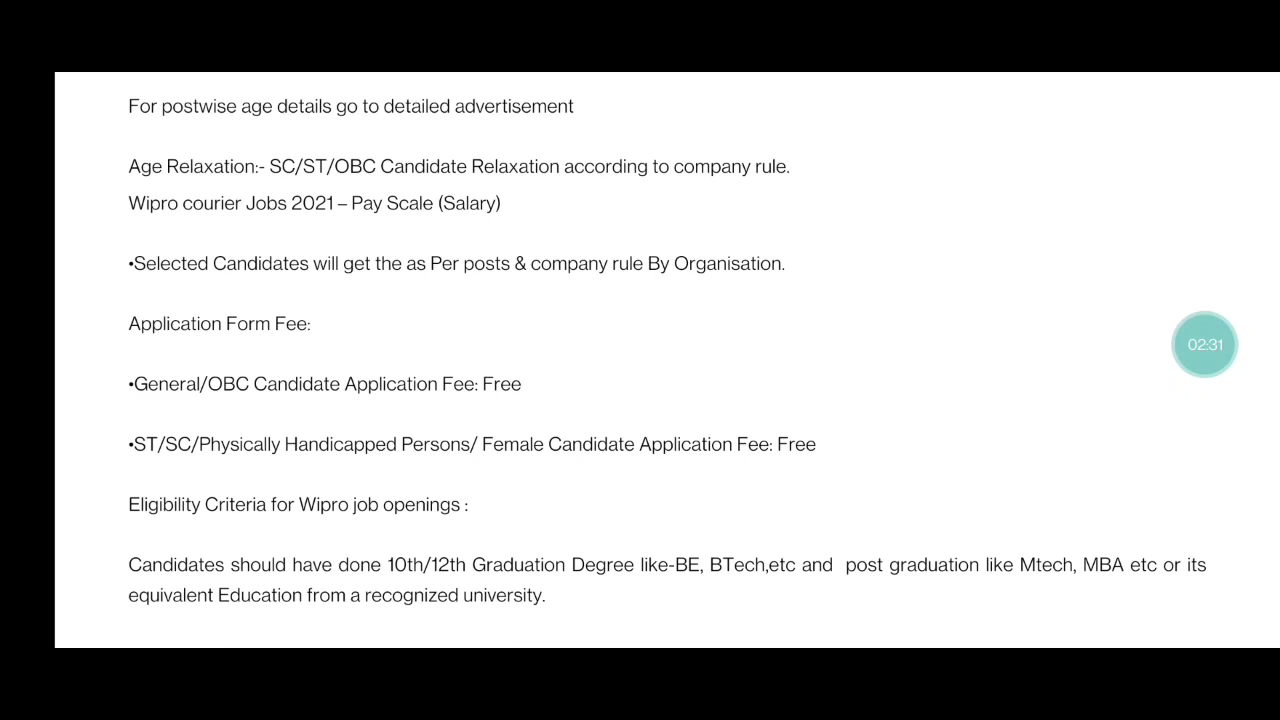 For postwise age details go to detailed advertisement
Age Relaxation:- SC/ST/OBC Candidate Relaxation according to company rule.
Wipro courier Jobs 2021 – Pay Scale (Salary)
•Selected Candidates will get the as Per posts & company rule By Organisation.
Application Form Fee:
•General/OBC Candidate Application Fee: Free
02:31
•ST/SC/Physically Handicapped Persons/ Female Candidate Application Fee: Free
Eligibility Criteria for Wipro job openings :
Candidates should have done 10th/12th Graduation Degree like-BE, BTech,etc and  post graduation like Mtech, MBA etc or its
equivalent Education from a recognized university.